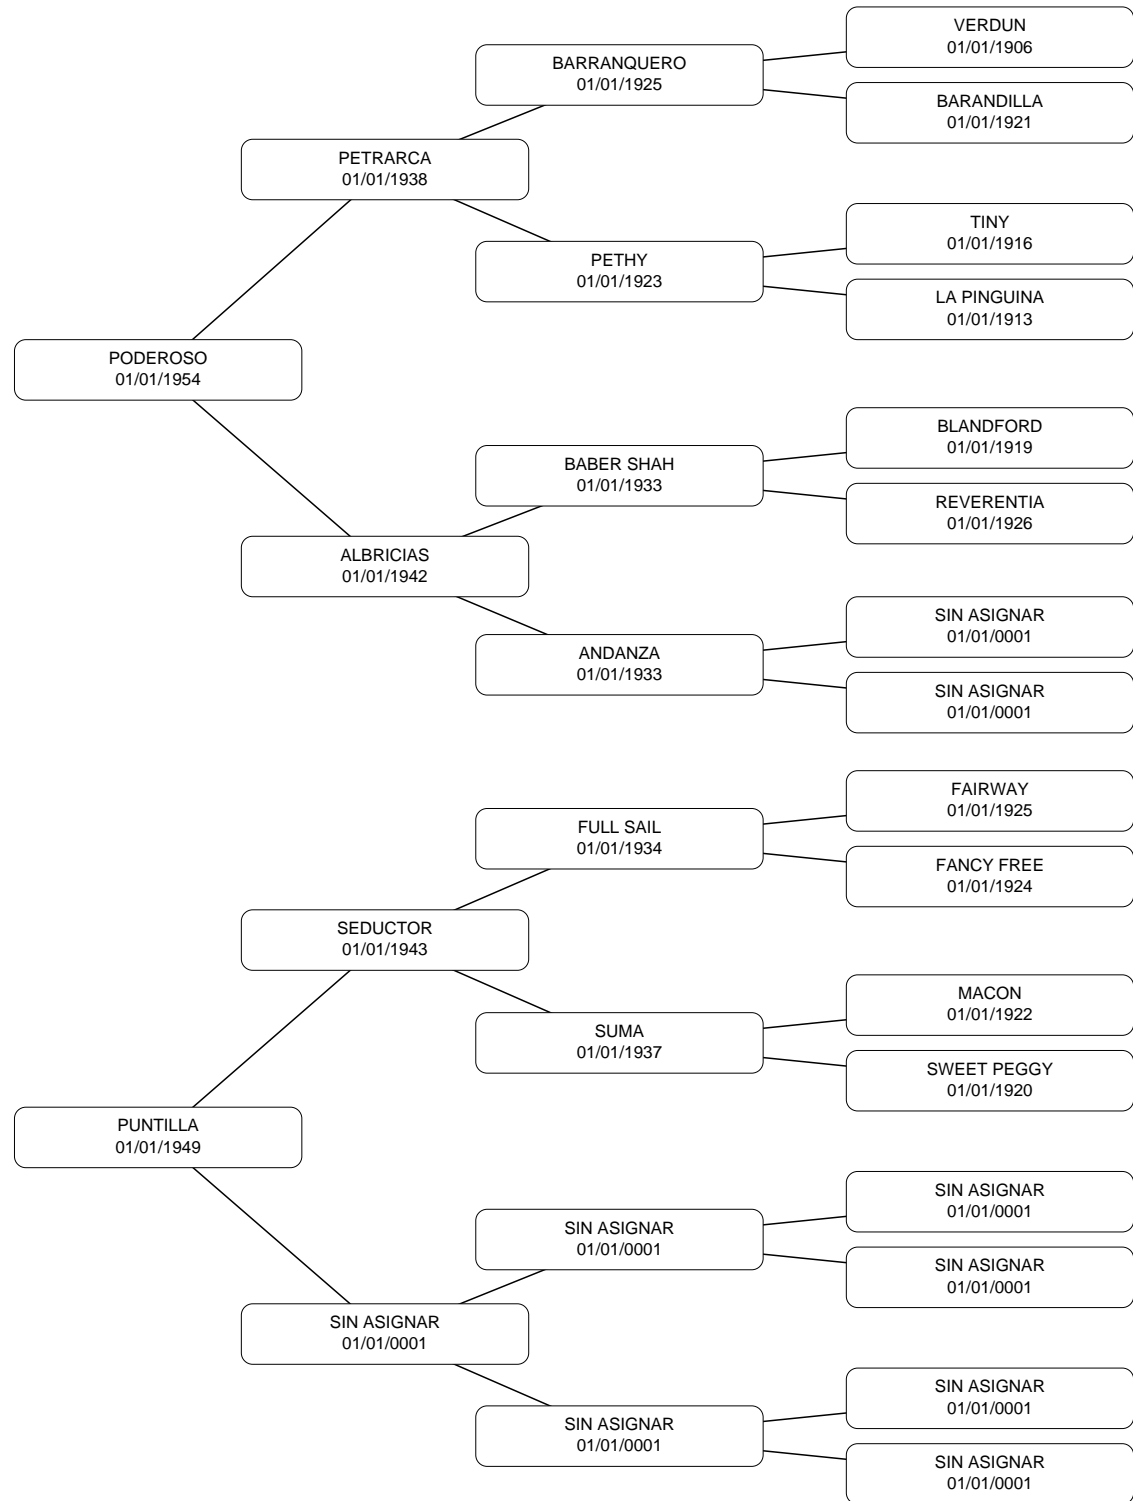 VERDUN
01/01/1906
BARRANQUERO
01/01/1925
BARANDILLA
01/01/1921
PETRARCA
01/01/1938
TINY
01/01/1916
PETHY
01/01/1923
LA PINGUINA
01/01/1913
PODEROSO
01/01/1954
BLANDFORD
01/01/1919
BABER SHAH
01/01/1933
REVERENTIA
01/01/1926
ALBRICIAS
01/01/1942
SIN ASIGNAR
01/01/0001
ANDANZA
01/01/1933
SIN ASIGNAR
01/01/0001
FAIRWAY
01/01/1925
FULL SAIL
01/01/1934
FANCY FREE
01/01/1924
SEDUCTOR
01/01/1943
MACON
01/01/1922
SUMA
01/01/1937
SWEET PEGGY
01/01/1920
PUNTILLA
01/01/1949
SIN ASIGNAR
01/01/0001
SIN ASIGNAR
01/01/0001
SIN ASIGNAR
01/01/0001
SIN ASIGNAR
01/01/0001
SIN ASIGNAR
01/01/0001
SIN ASIGNAR
01/01/0001
SIN ASIGNAR
01/01/0001